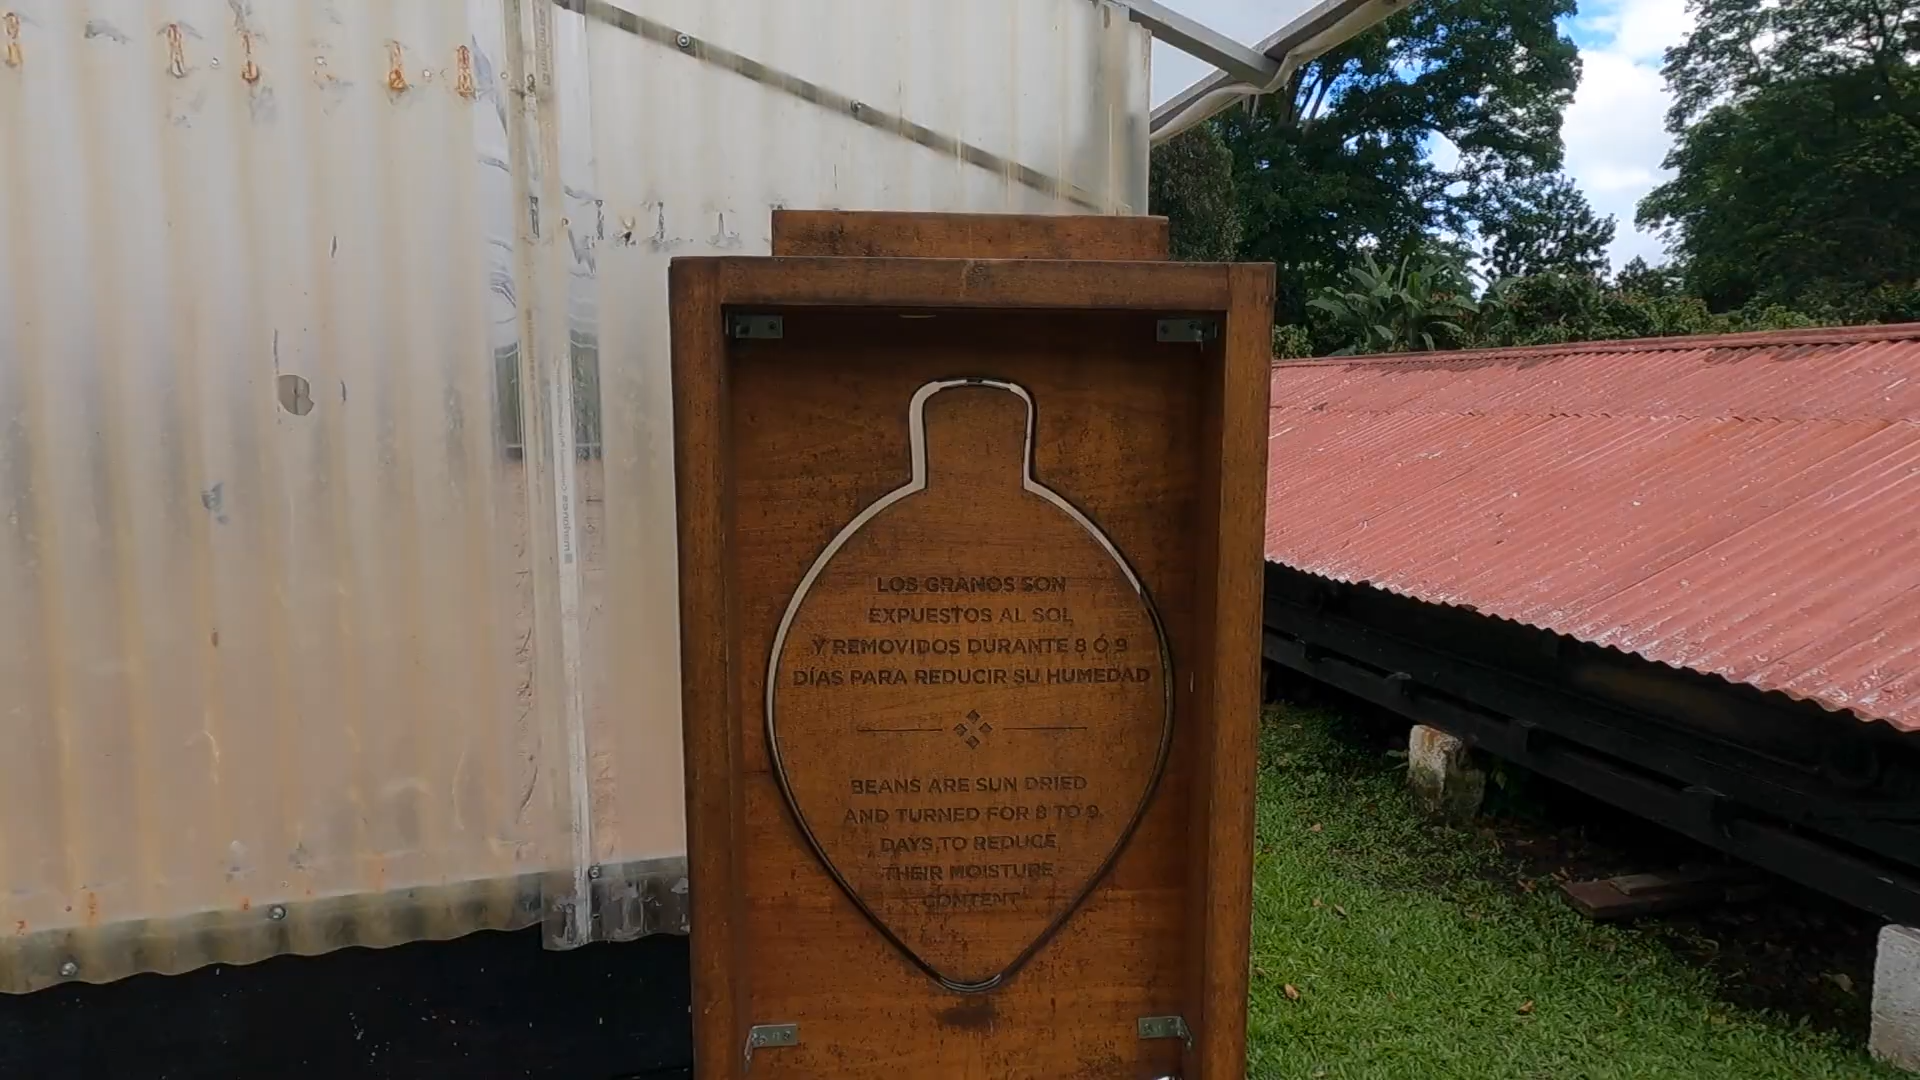 LOS GRANOS SON
EXPUESTOS AL SOL
Y REMOVIDOS DURANTE 8 Ó 9
DÍAS PARA REDUCIR SU HUMEDAD
BEANS ARE SUN DRIED
AND TURNED FOR 8 TO 9
DAYS TO REDUCE
THEIR MOISTURE
CONTENT